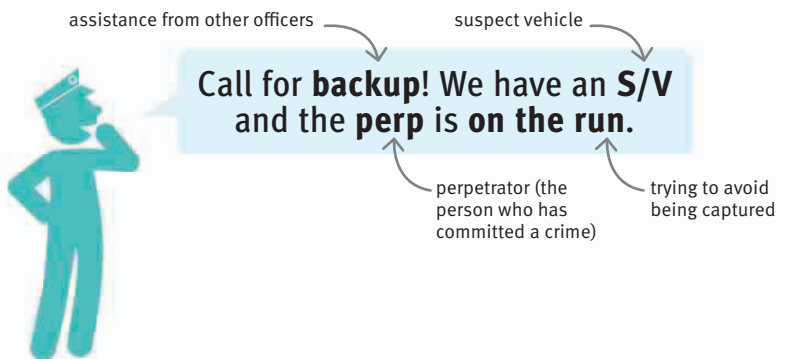 assistance from other officers
suspect vehicle
Call for backup! We have an S/V
and the perp is on the run.
perpetrator (the
person who has
committed a crime)
trying to avoid
being captured